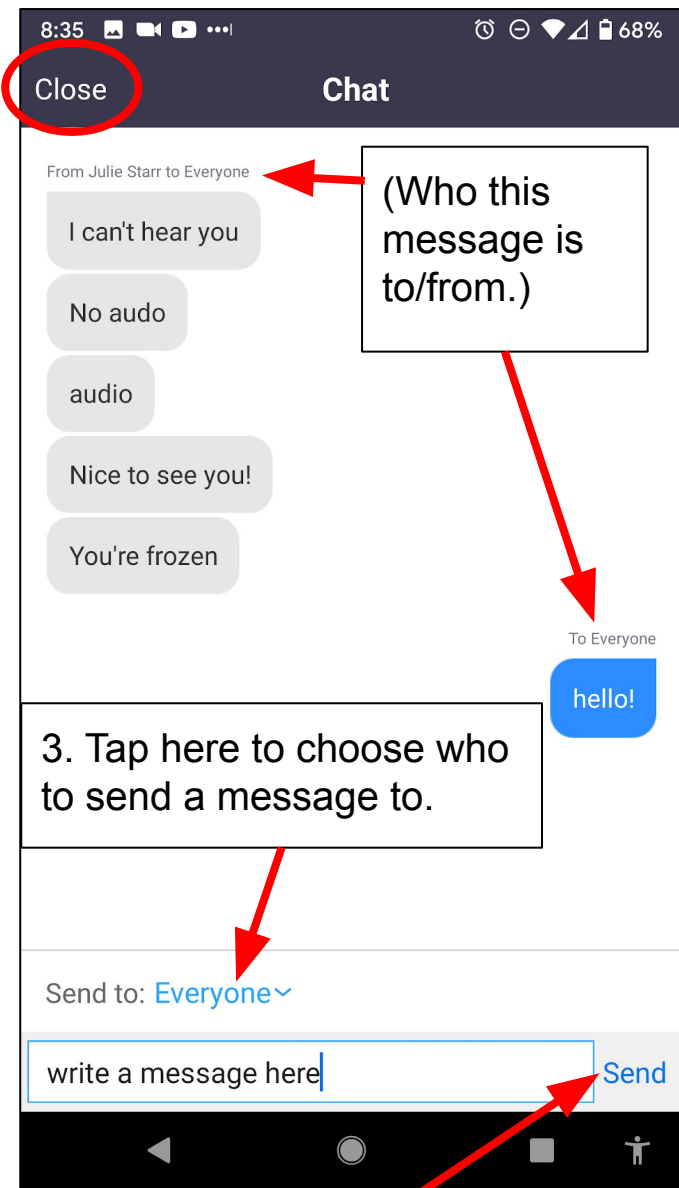 8:35 68%
Close Chat
From Julie Starr to Everyone
(Who this
message is
to/from.)
I can't hear you
No audo
audio
Nice to see you!
You're frozen
To Everyone
hello!
3. Tap here to choose who
to send a message to.
Send to: Everyone
write a message here Send